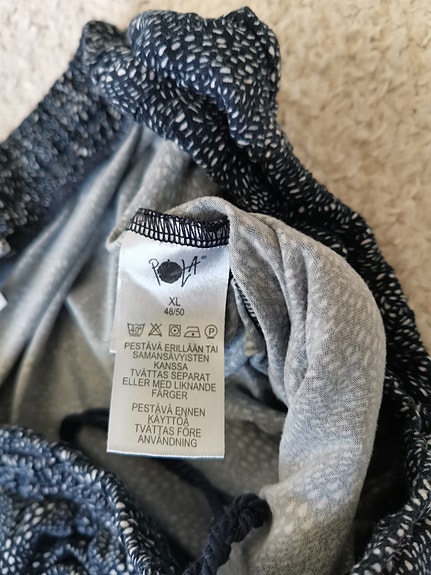 POLA
XL
48/50
PESTÄVÄ ERILLÄÄN TAI
SAMANSÄVYISTEN
KANSSA
TVÄTTAS SEPARAT
ELLER MED LIKNANDE
FÄRGER
PESTÄVÄ ENNEN
KÄYTTÖÄ
TVÄTTAS FÖRE
ANVÄNDNING